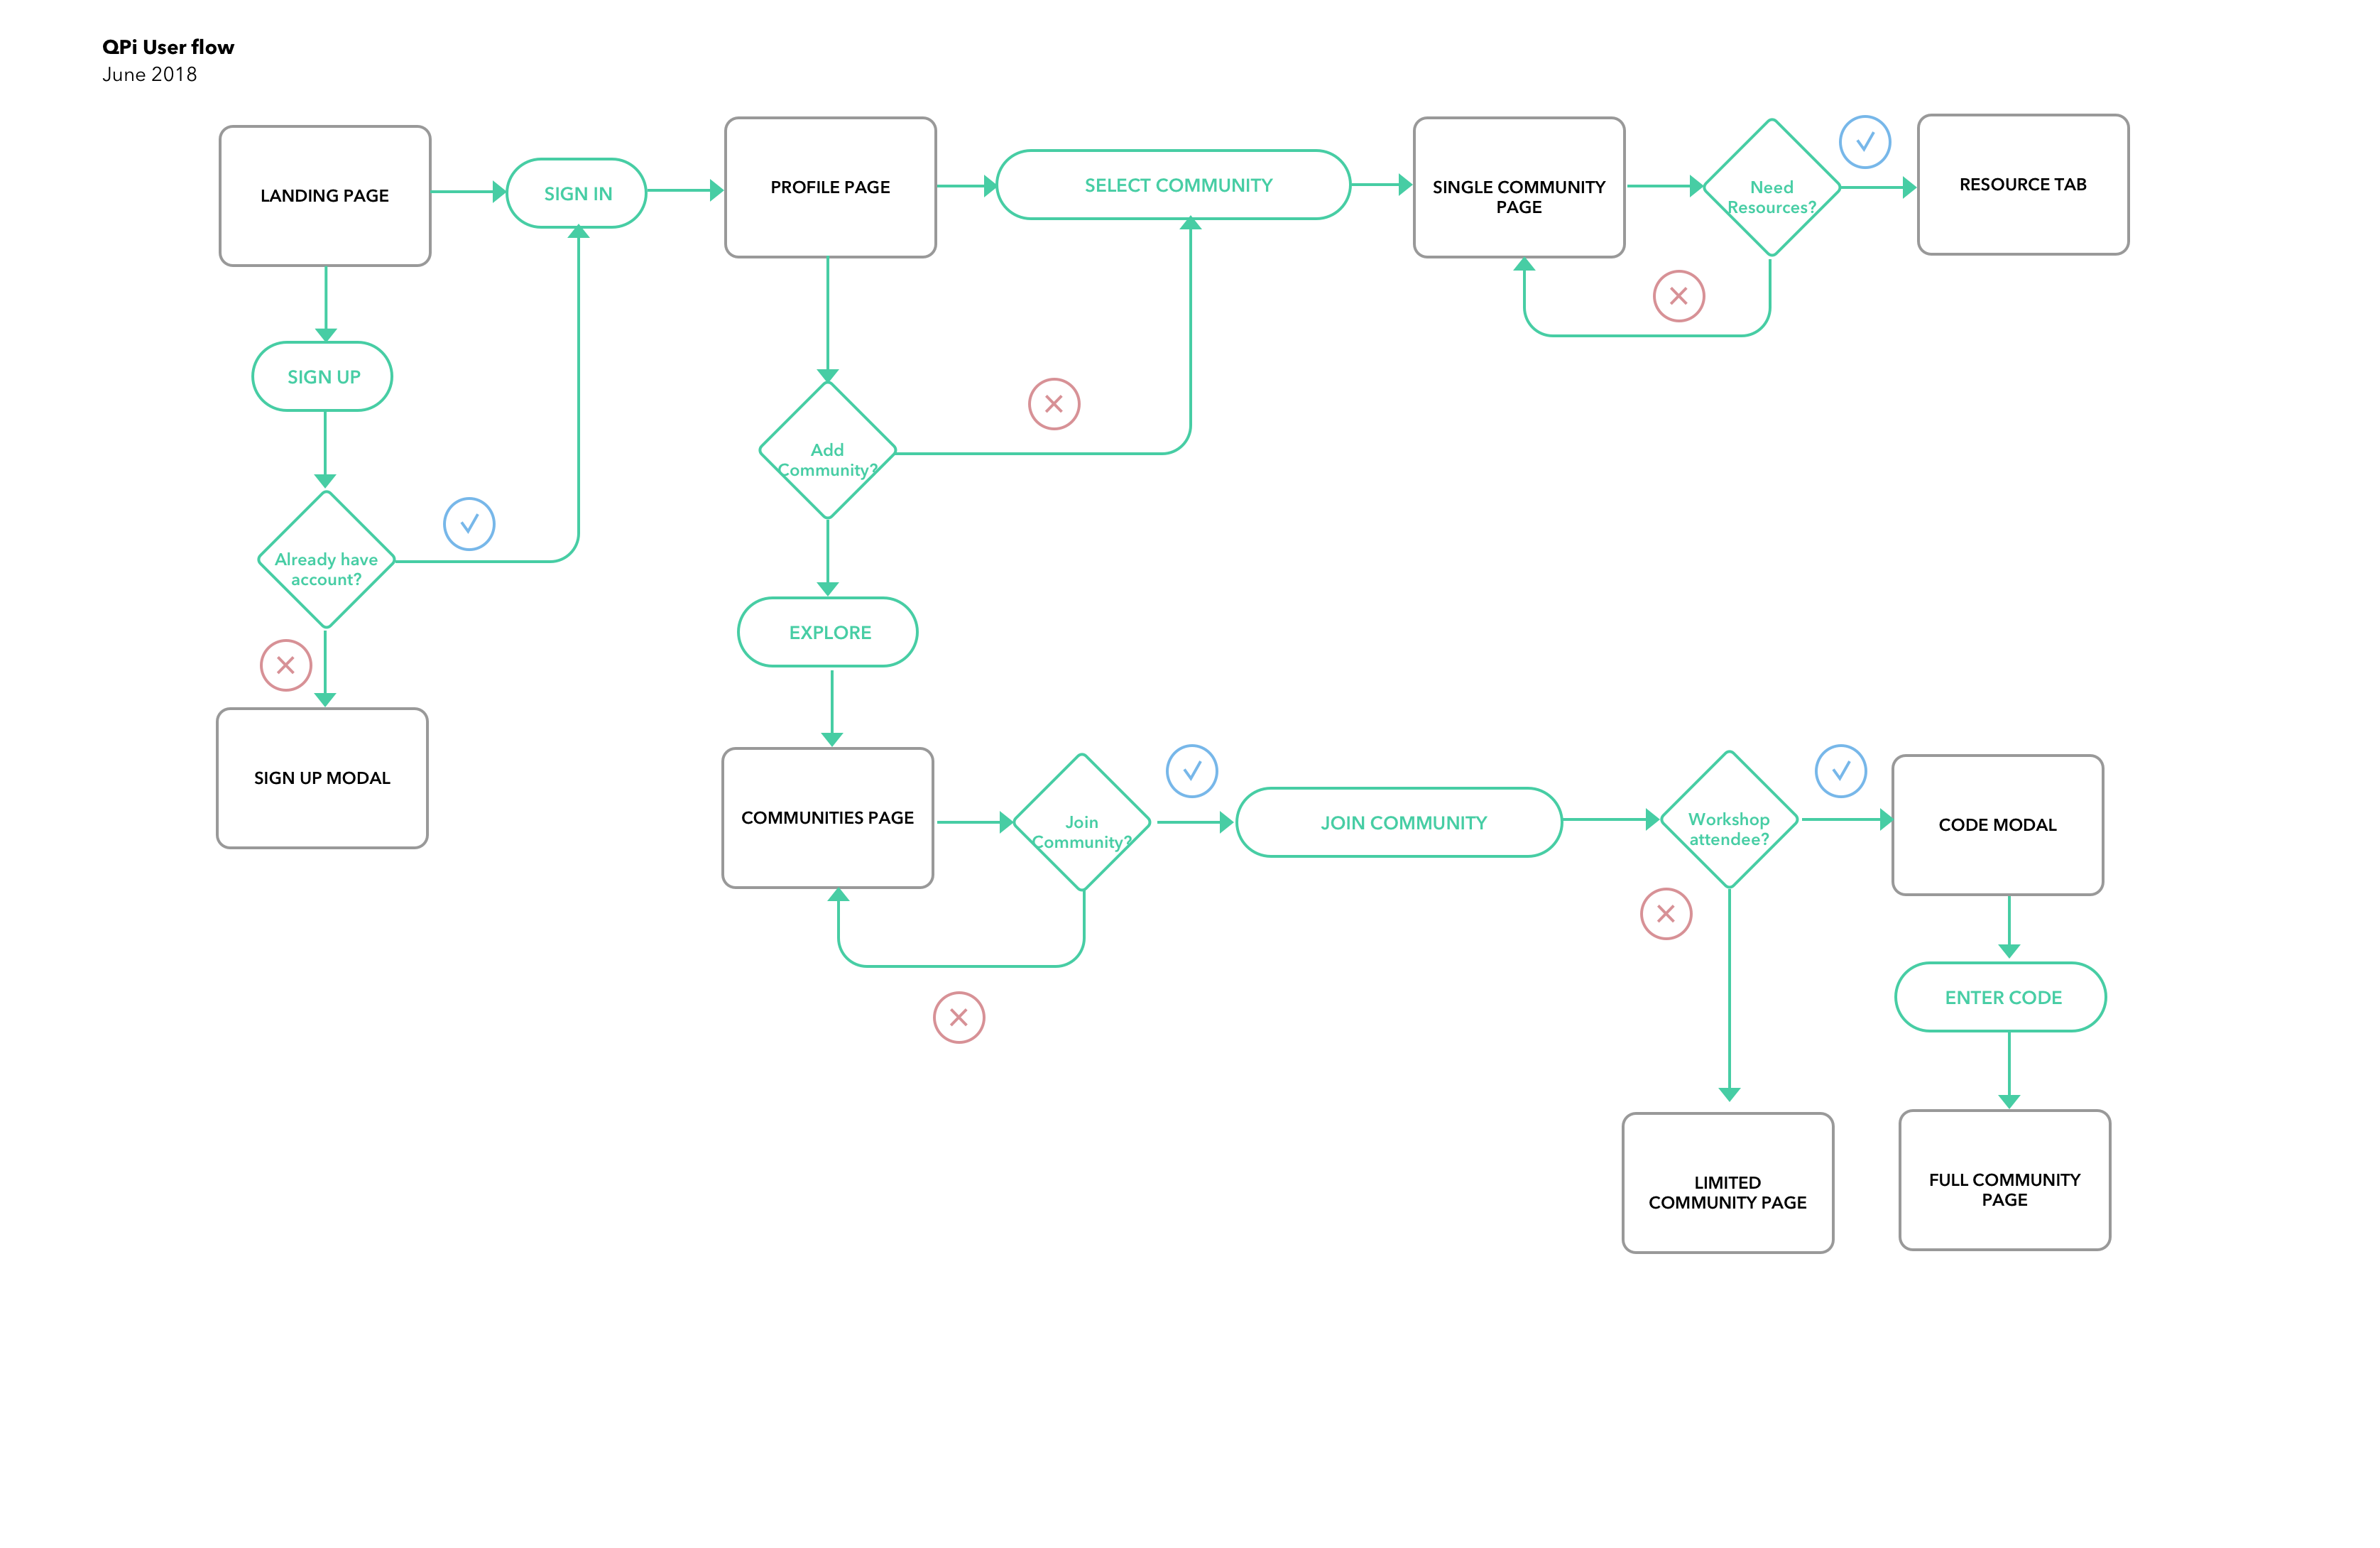 QPi User flow
June 2018
LANDING PAGE
SIGN IN
PROFILE PAGE
SELECT COMMUNITY
SINGLE COMMUNITY
PAGE
Need
Resources?
RESOURCE TAB
SIGN UP
Add
Community?
Already have
account?
EXPLORE
SIGN UP MODAL
COMMUNITIES PAGE
Join
Community?
JOIN COMMUNITY
Workshop
attendee?
CODE MODAL
ENTER CODE
LIMITED
COMMUNITY PAGE
FULL COMMUNITY
PAGE